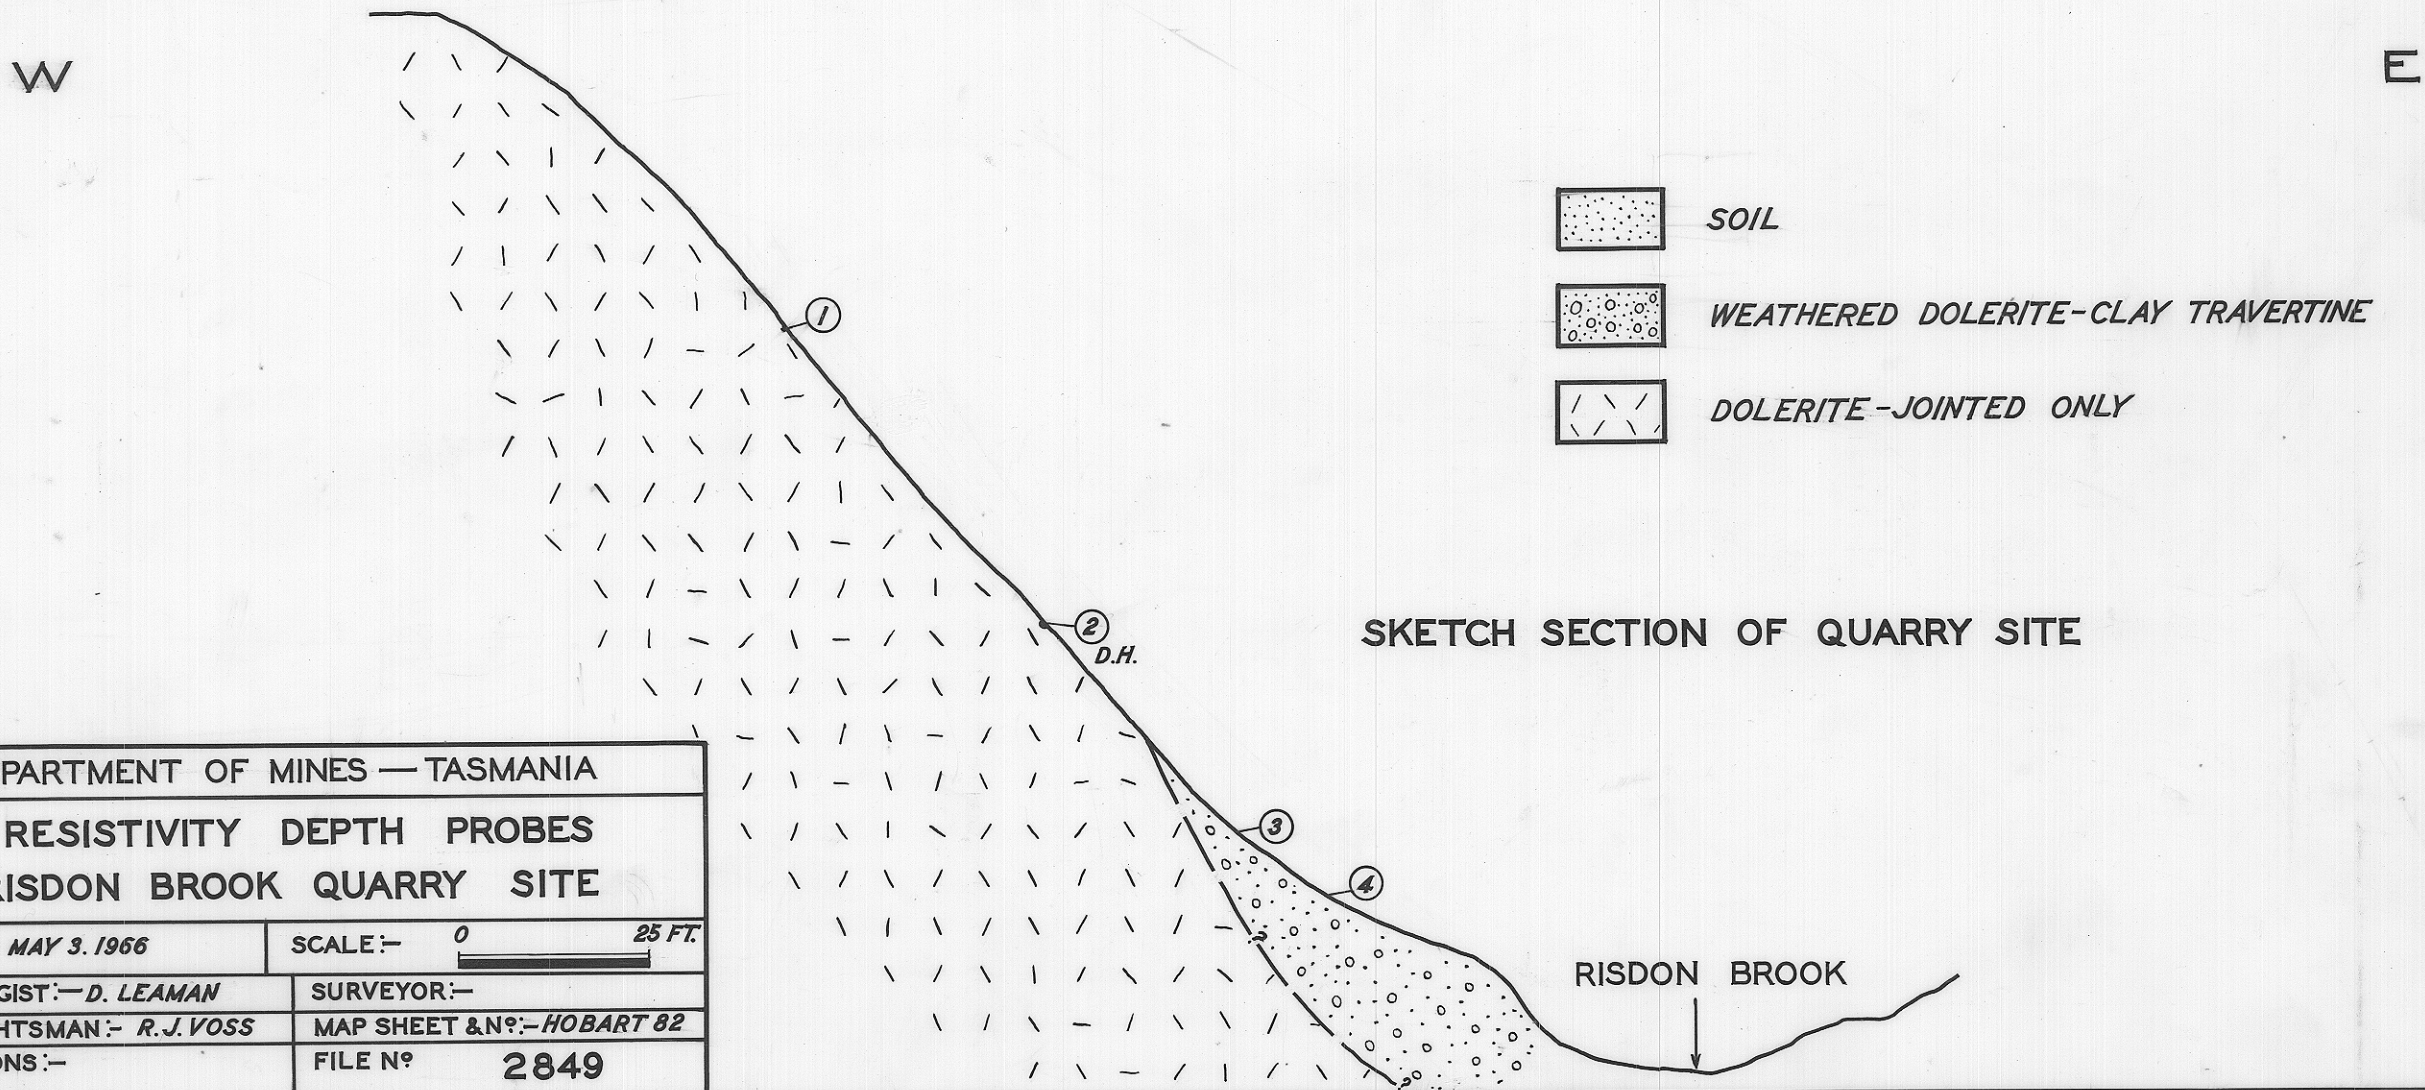 W
E
SOIL
WEATHERED DOLERITE-CLAY TRAVERTINE
DOLERITE-JOINTED ONLY
1
2
D.H.
SKETCH SECTION OF QUARRY SITE
3
4
RISDON BROOK
?
?
PARTMENT OF MINES — TASMANIA
RESISTIVITY DEPTH PROBES
RISDON BROOK QUARRY SITE
MAY 3. 1966
SCALE:- 0 25 FT.
GIST:- D. LEAMAN
SURVEYOR:-
HTSMAN:- R.J. VOSS
MAP SHEET & Nº:- HOBART 82
ONS:-
FILE Nº 2849